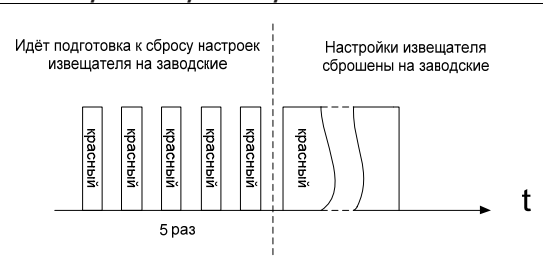 Идёт подготовка к сбросу настроек
извещателя на заводские
Настройки извещателя
сброшены на заводские
красный
красный
красный
красный
красный
красный
t
5 раз